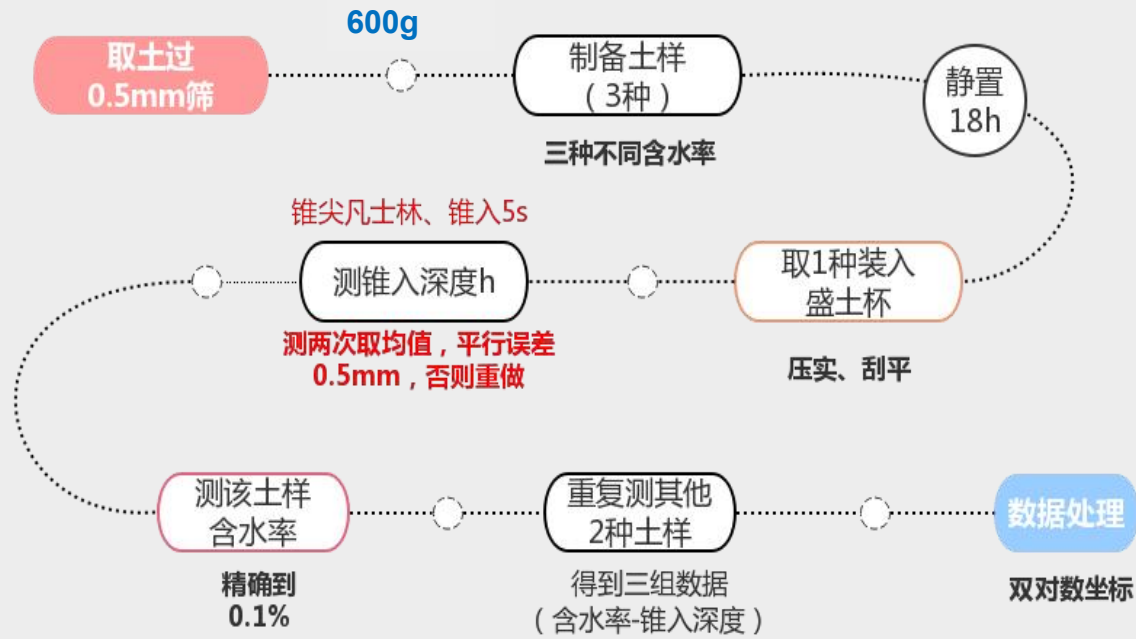 600g
取土过
0.5mm筛
制备土样
（3种）
三种不同含水率
静置
18h
取1种装入
盛土杯
压实、刮平
锥尖凡士林、锥入5s
测锥入深度h
测两次取均值，平行误差
0.5mm，否则重做
测该土样
含水率
精确到
0.1%
重复测其他
2种土样
得到三组数据
（含水率-锥入深度）
数据处理
双对数坐标